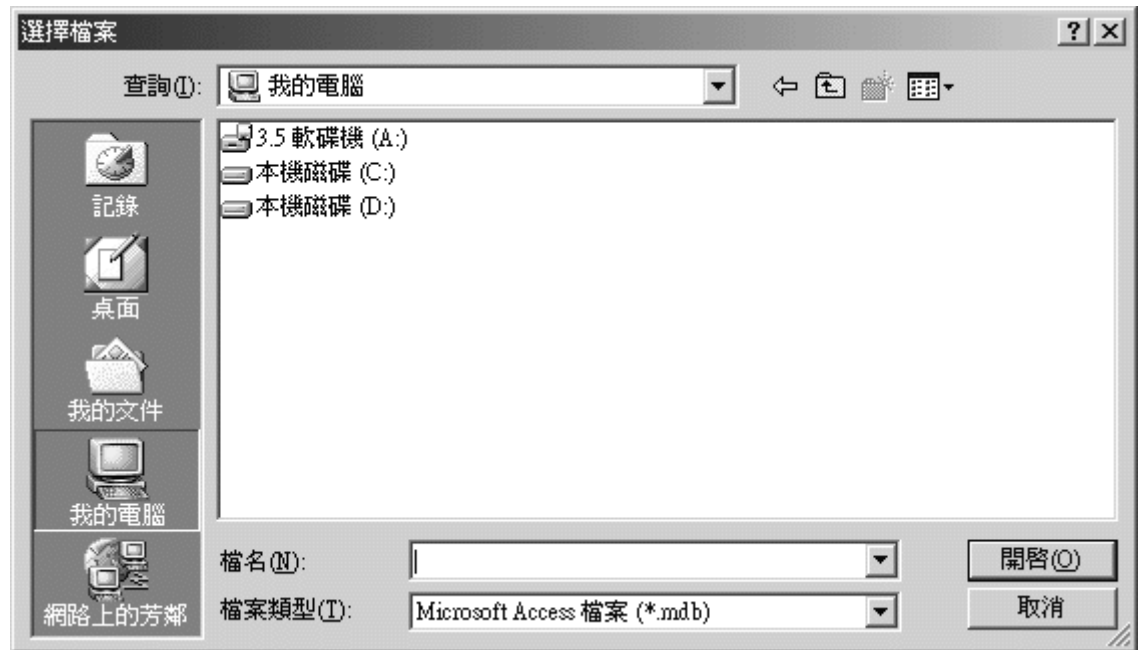 選擇檔案
查詢(I):
我的電腦
3.5 軟碟機 (A:)
本機磁碟 (C:)
本機磁碟 (D:)
記錄
桌面
我的文件
我的電腦
網路上的芳鄰
檔名(N):
開啓(O)
檔案類型(T):
Microsoft Access 檔案 (*.mdb)
取消